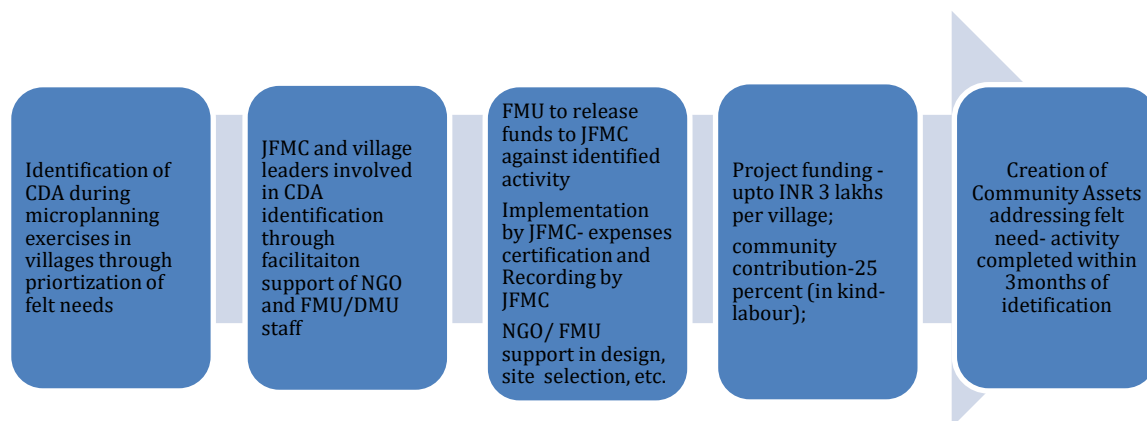 Identification of
CDA during
microplanning
exercises in
villages through
priortization of
felt needs
JFMC and village
leaders involved
in CDA
identification
through
facilitaiton
support of NGO
and FMU/DMU
staff
FMU to release
funds to JFMC
against identified
activity
Implementation
by JFMC- expenses
certification and
Recording by
JFMC
NGO/ FMU
support in design,
site selection, etc.
Project funding -
upto INR 3 lakhs
per village;
community
contribution-25
percent (in kind-
labour);
Creation of
Community Assets
addressing felt
need- activity
completed within
3months of
idetification